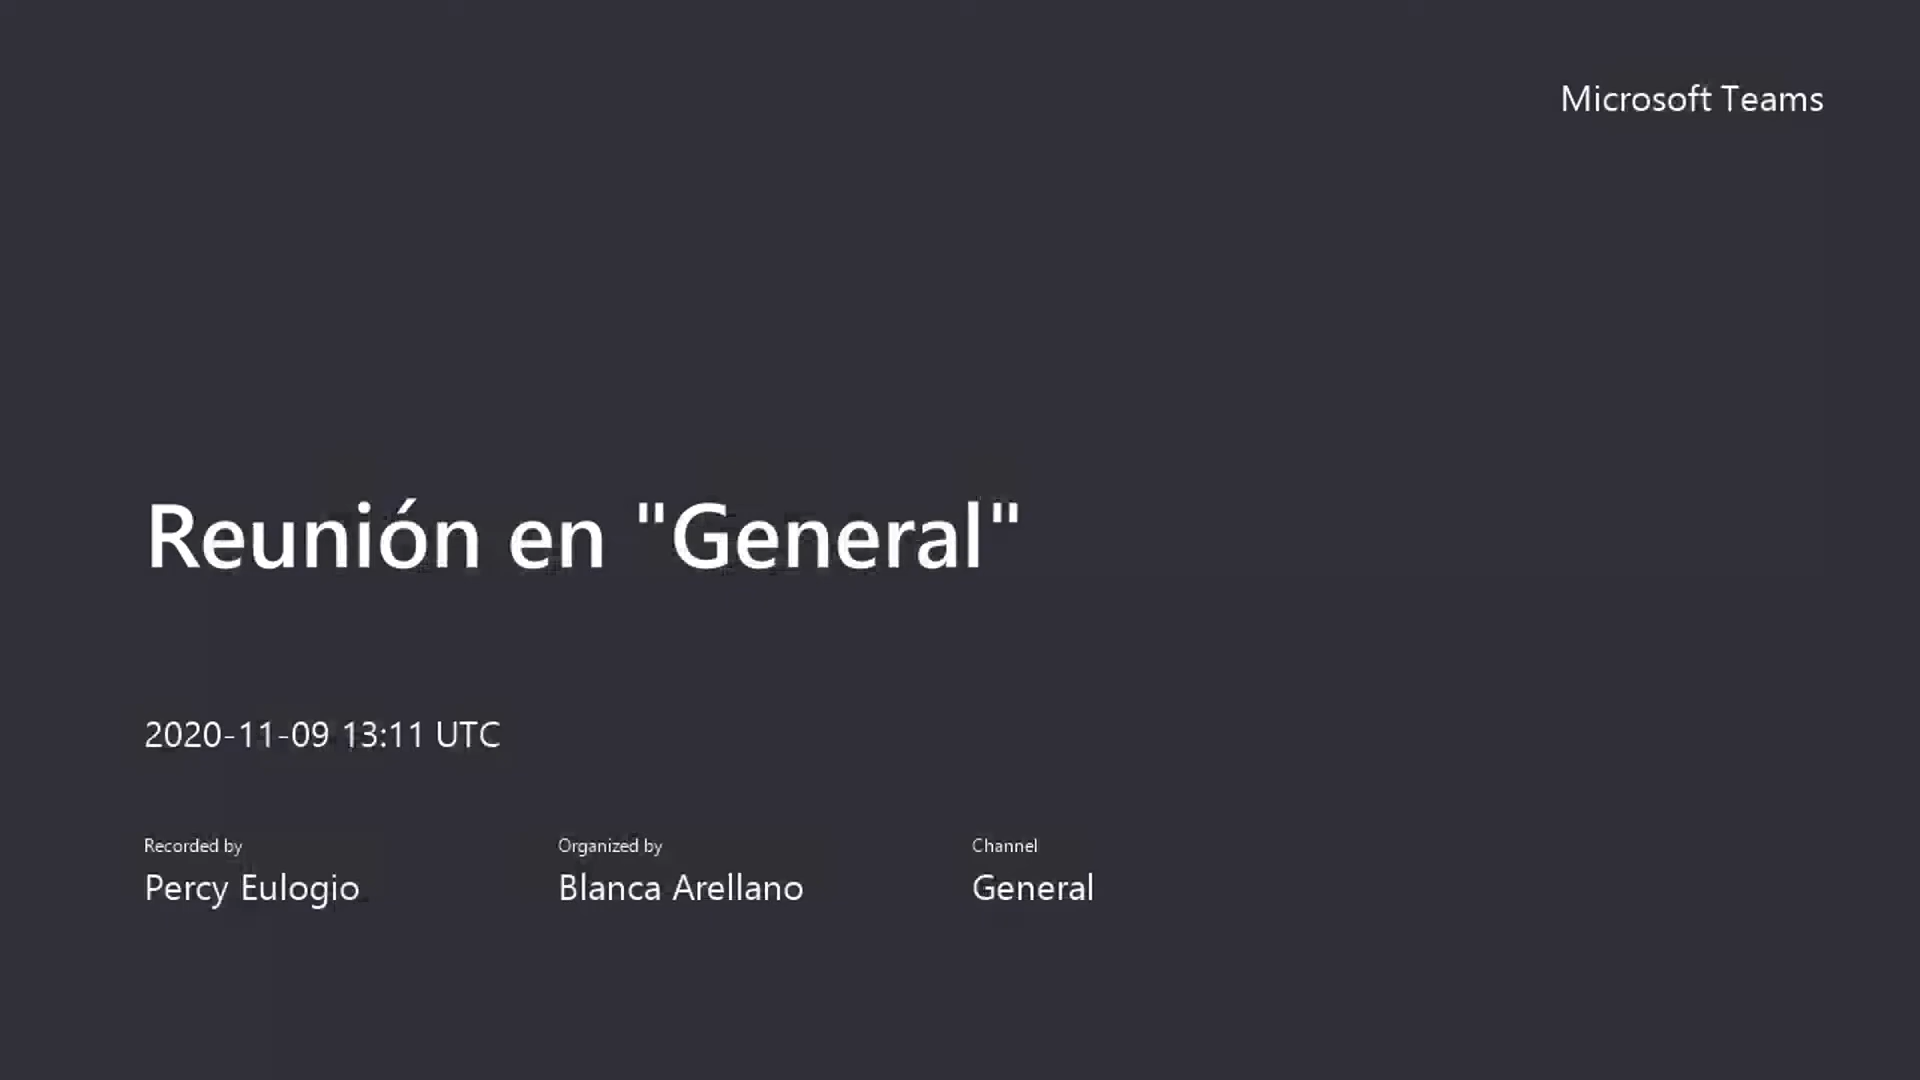 Microsoft Teams
Reunión en "General"
2020-11-09 13:11 UTC
Recorded by
Percy Eulogio
Organized by
Blanca Arellano
Channel
General